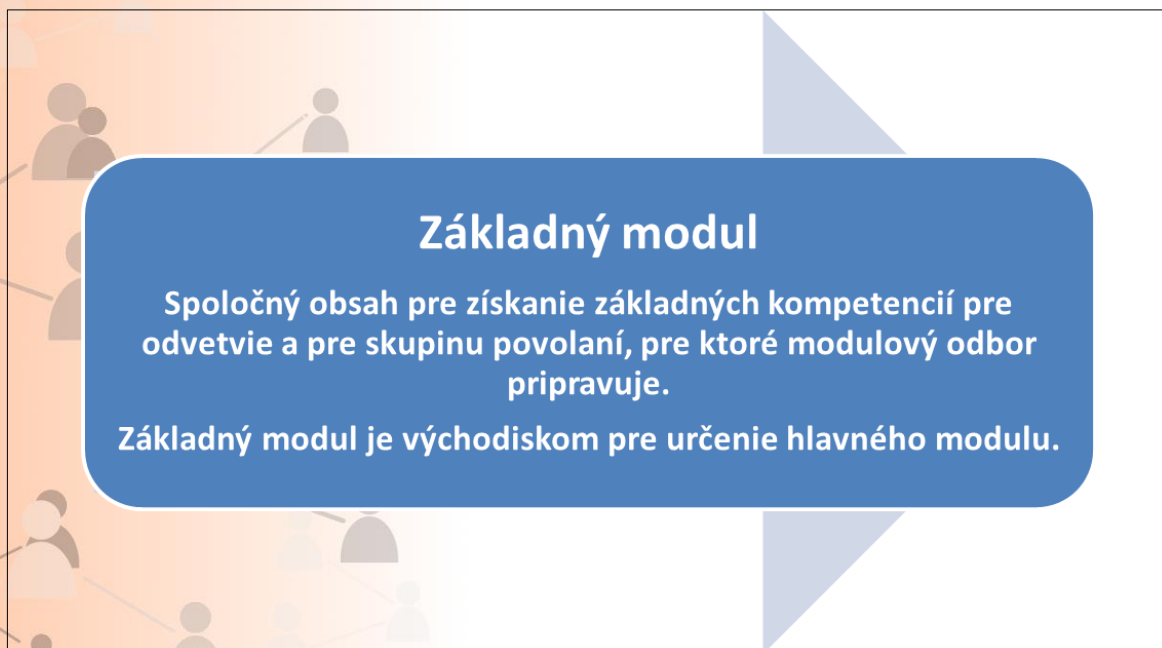 Základný modul
Spoločný obsah pre získanie základných kompetencií pre
odvetvie a pre skupinu povolaní, pre ktoré modulový odbor
pripravuje.
Základný modul je východiskom pre určenie hlavného modulu.